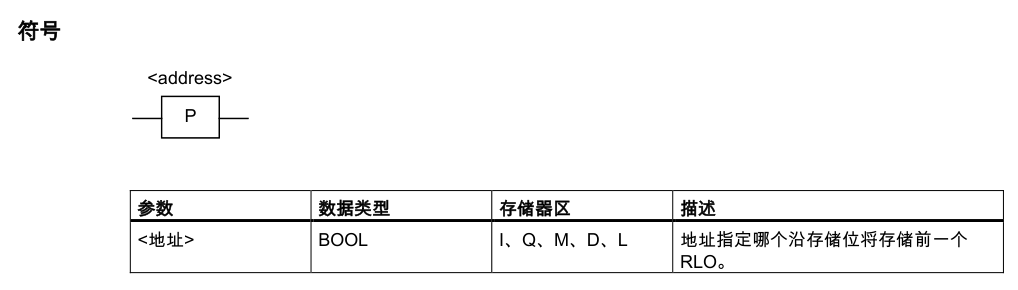 符号
<address>
P
参数 数据类型 存储器区 描述
<地址> BOOL I、Q、M、D、L 地址指定哪个沿存储位将存储前一个
RLO。